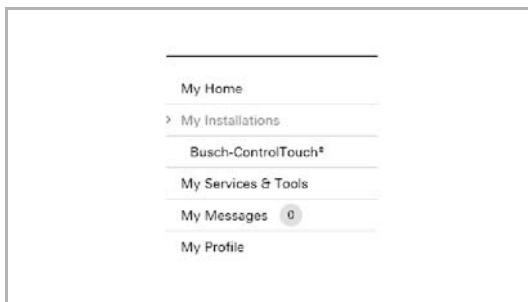 My Home
My Installations
Busch-ControlTouch®
My Services & Tools
My Messages 0
My Profile